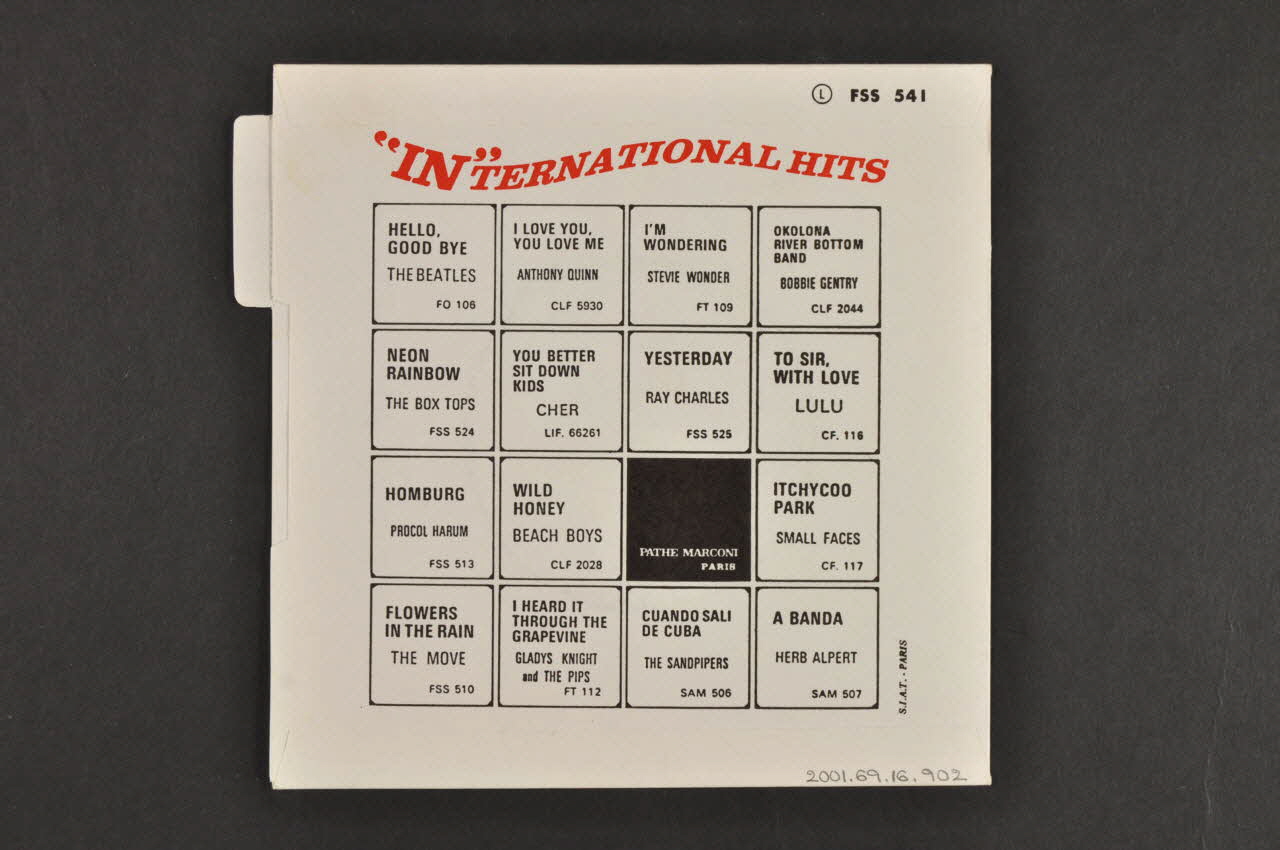 Ⓛ FSS 541
“IN”TERNATIONAL HITS
HELLO,
GOOD BYE
THE BEATLES
FO 106
I LOVE YOU,
YOU LOVE ME
ANTHONY QUINN
CLF 5930
I'M
WONDERING
STEVIE WONDER
FT 109
OKOLONA
RIVER BOTTOM
BAND
BOBBIE GENTRY
CLF 2044
NEON
RAINBOW
THE BOX TOPS
FSS 524
YOU BETTER
SIT DOWN
KIDS
CHER
LIF. 66261
YESTERDAY
RAY CHARLES
FSS 525
TO SIR,
WITH LOVE
LULU
CF. 116
HOMBURG
PROCOL HARUM
FSS 513
WILD
HONEY
BEACH BOYS
CLF 2028
PATHE MARCONI
PARIS
ITCHYCOO
PARK
SMALL FACES
CF. 117
FLOWERS
IN THE RAIN
THE MOVE
FSS 510
I HEARD IT
THROUGH THE
GRAPEVINE
GLADYS KNIGHT
and THE PIPS
FT 112
CUANDO SALI
DE CUBA
THE SANDPIPERS
SAM 506
A BANDA
HERB ALPERT
SAM 507
S.I.A.T. - PARIS
2001.69.16.902